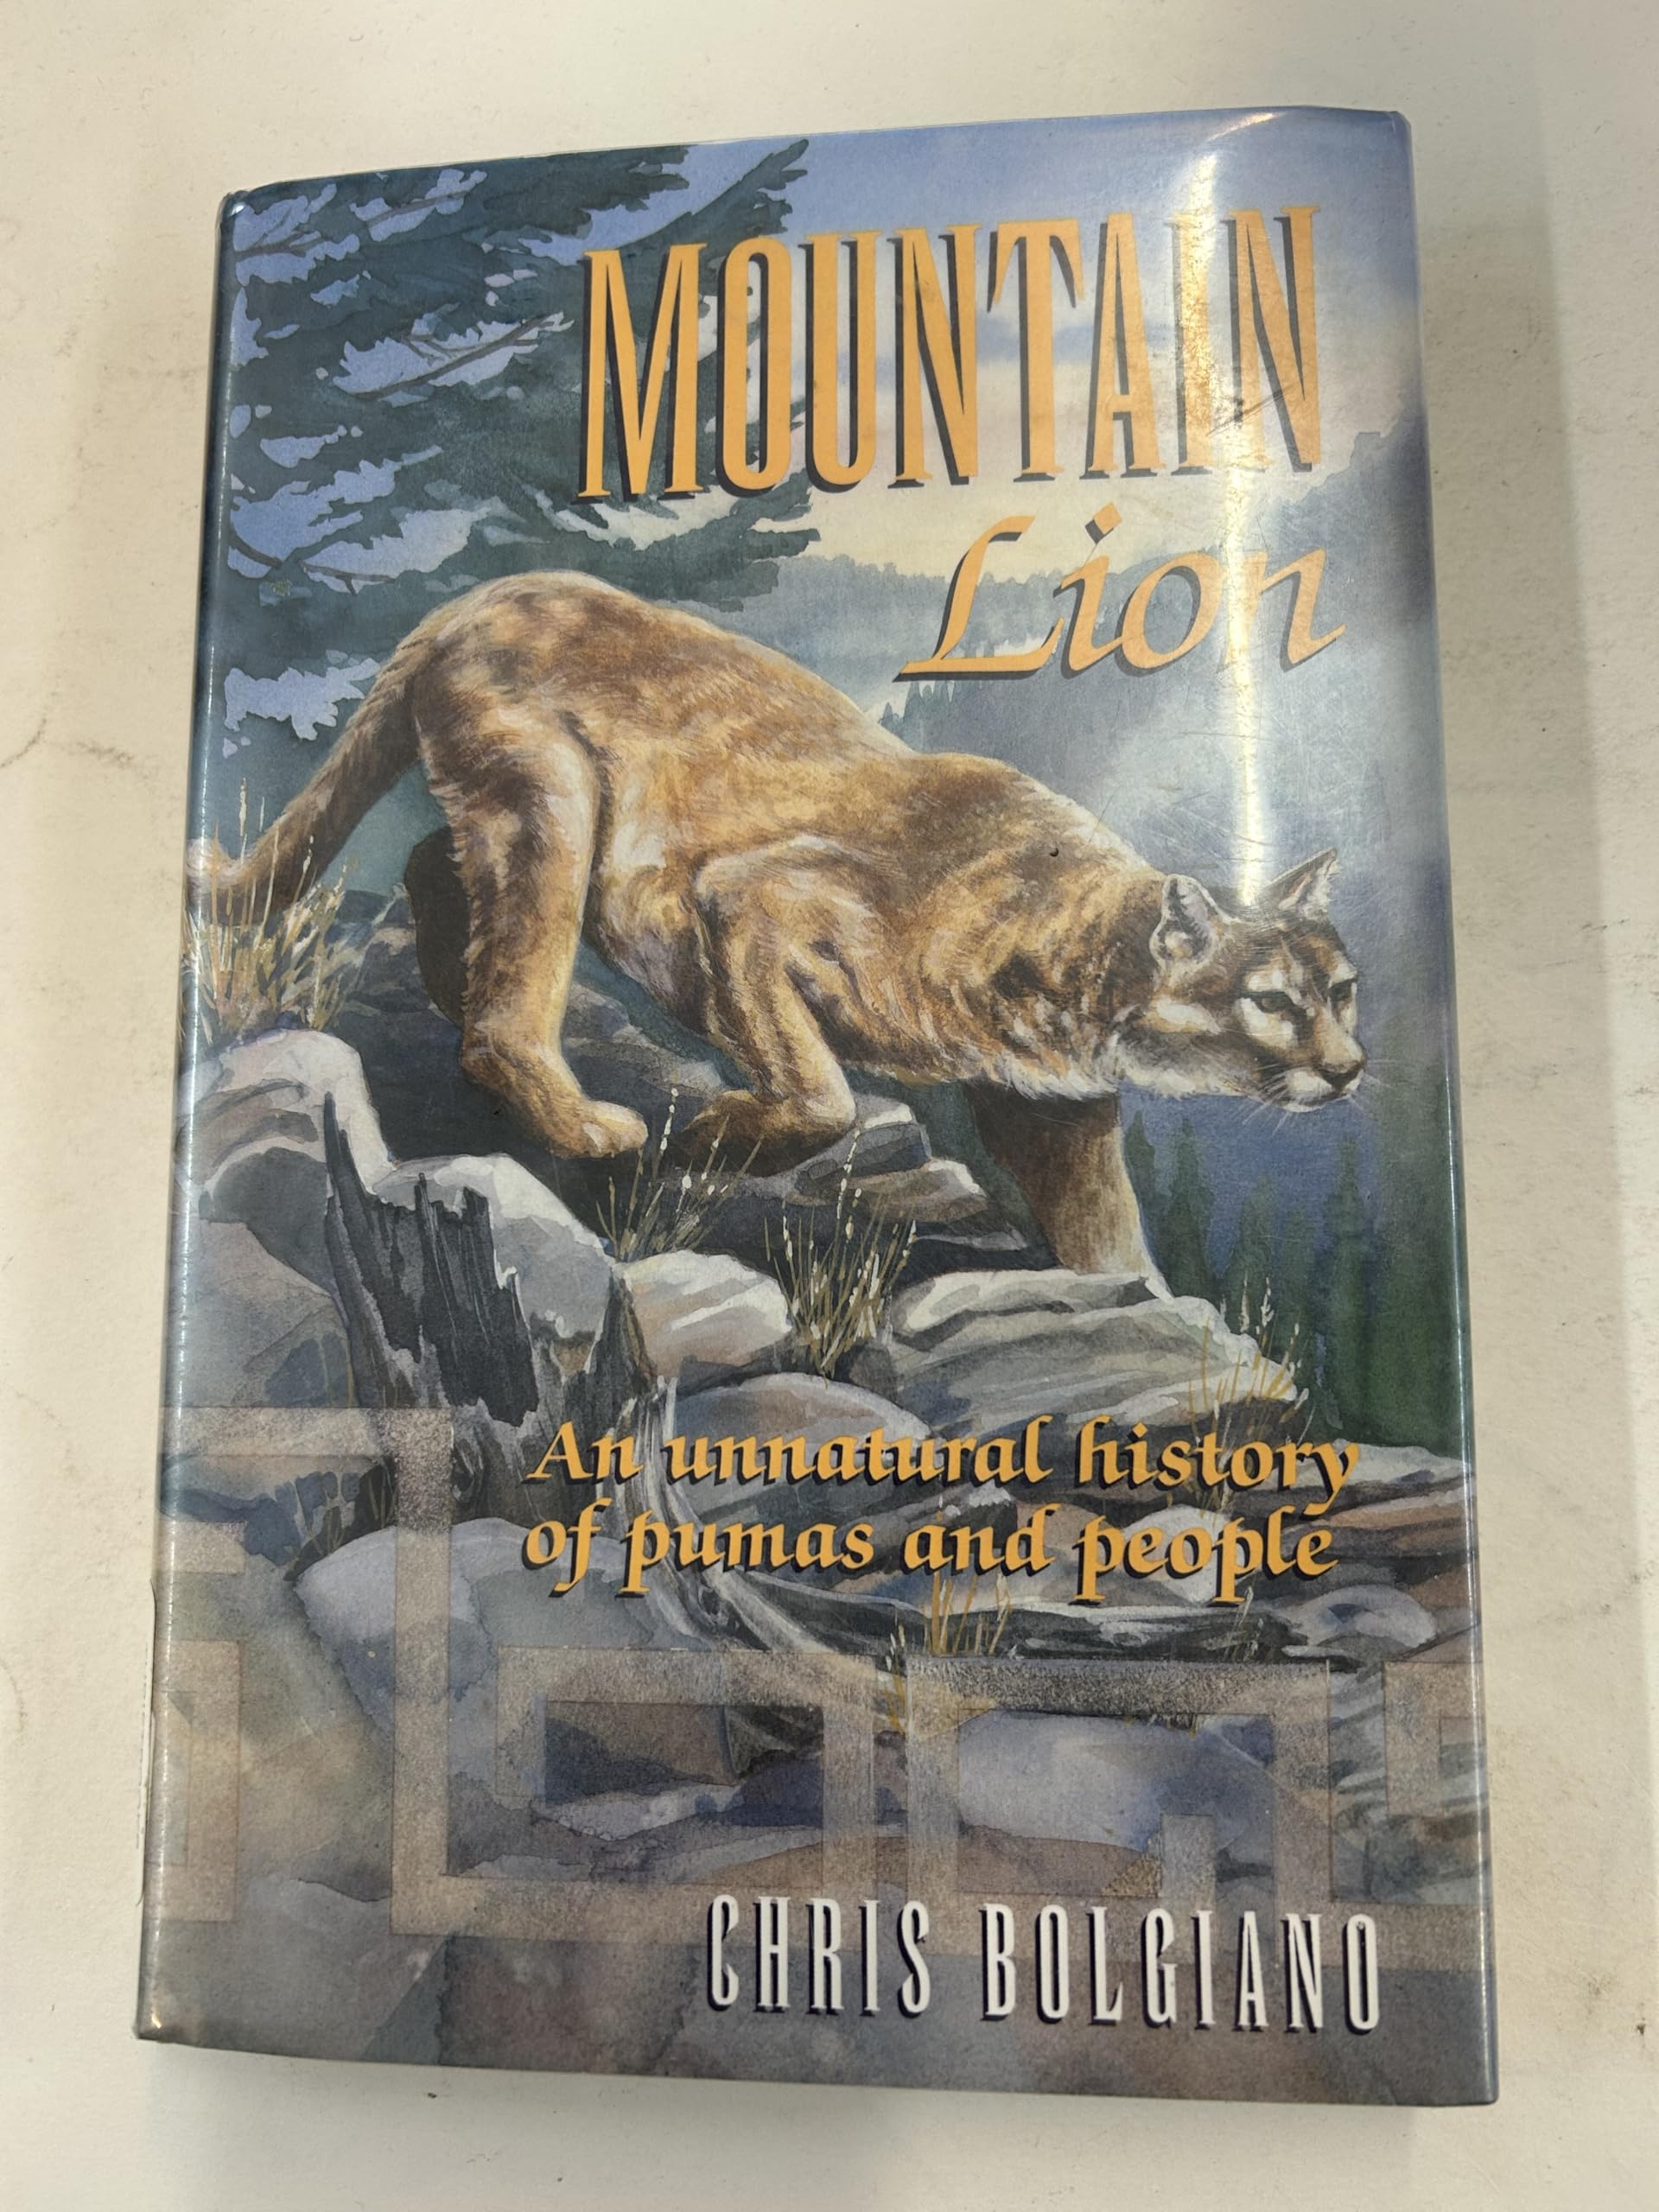 MOUNTAIN
Lion
An unnatural history
of pumas and people
CHRIS BOLGIANO